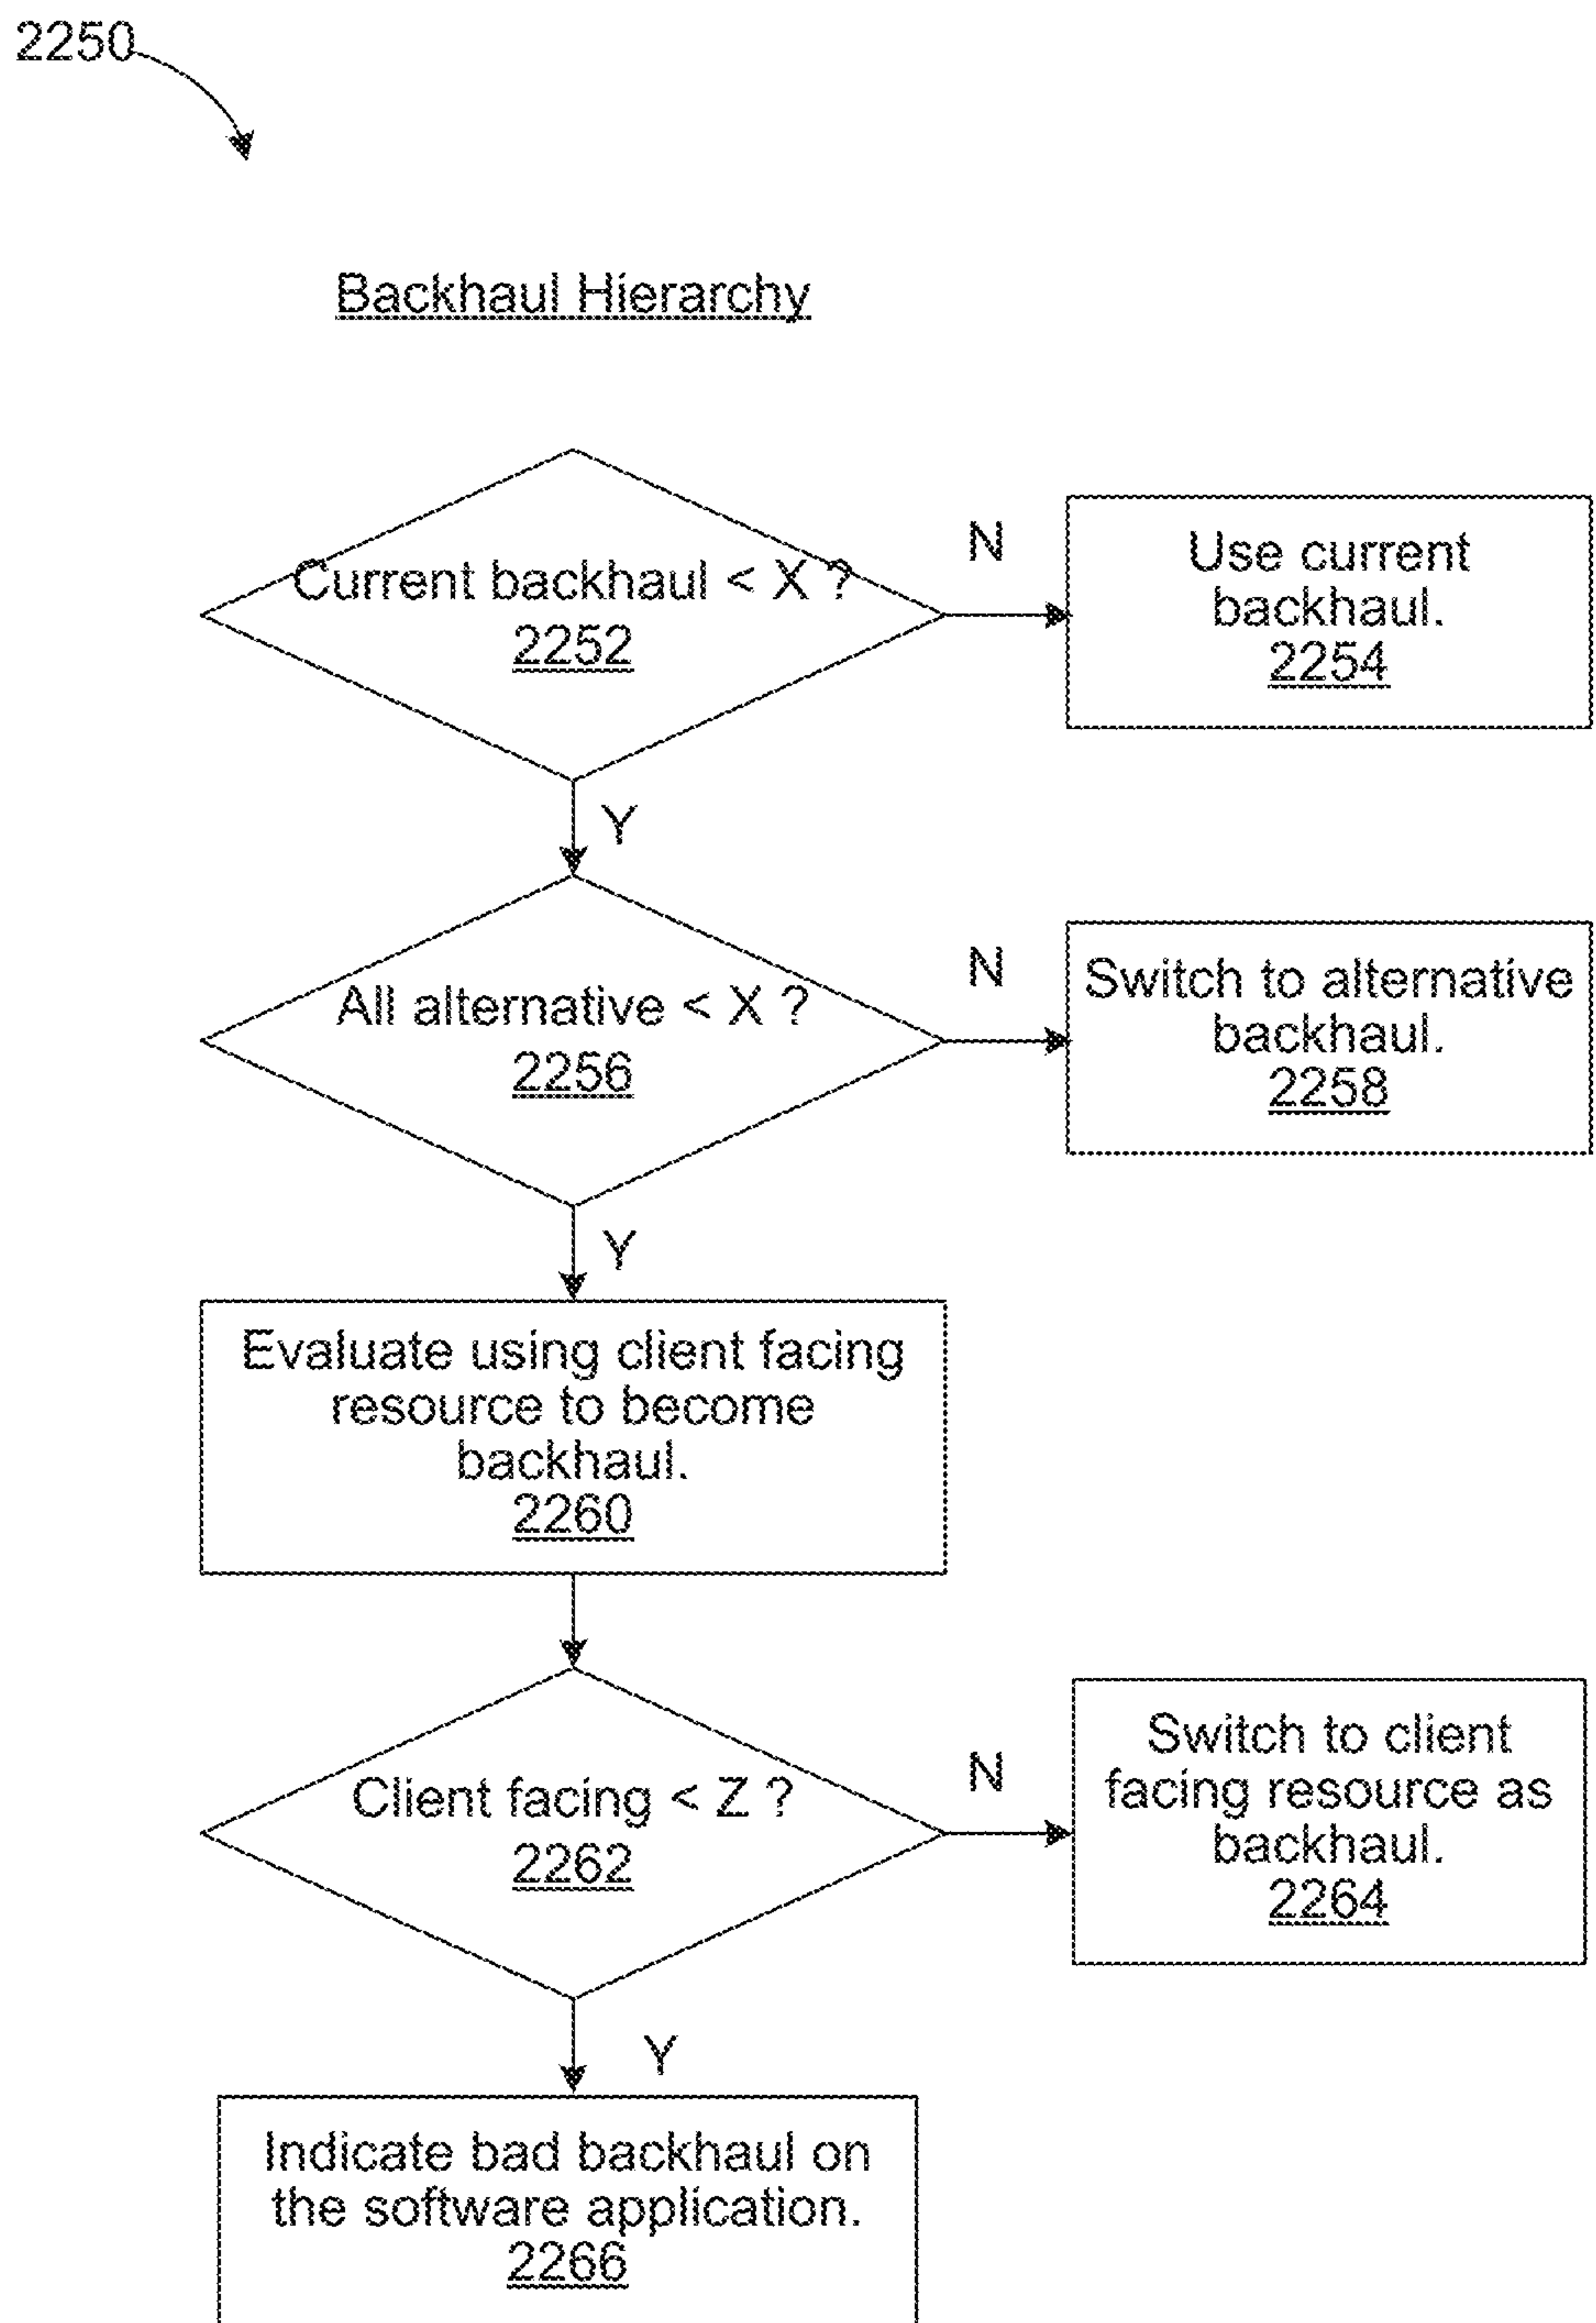 2250
Backhaul Hierarchy
Current backhaul < X ?
2252
N
Use current
backhaul.
2254
Y
All alternative < X ?
2256
N
Switch to alternative
backhaul.
2258
Y
Evaluate using client facing
resource to become
backhaul.
2260
Client facing < Z ?
2262
N
Switch to client
facing resource as
backhaul.
2264
Y
Indicate bad backhaul on
the software application.
2266